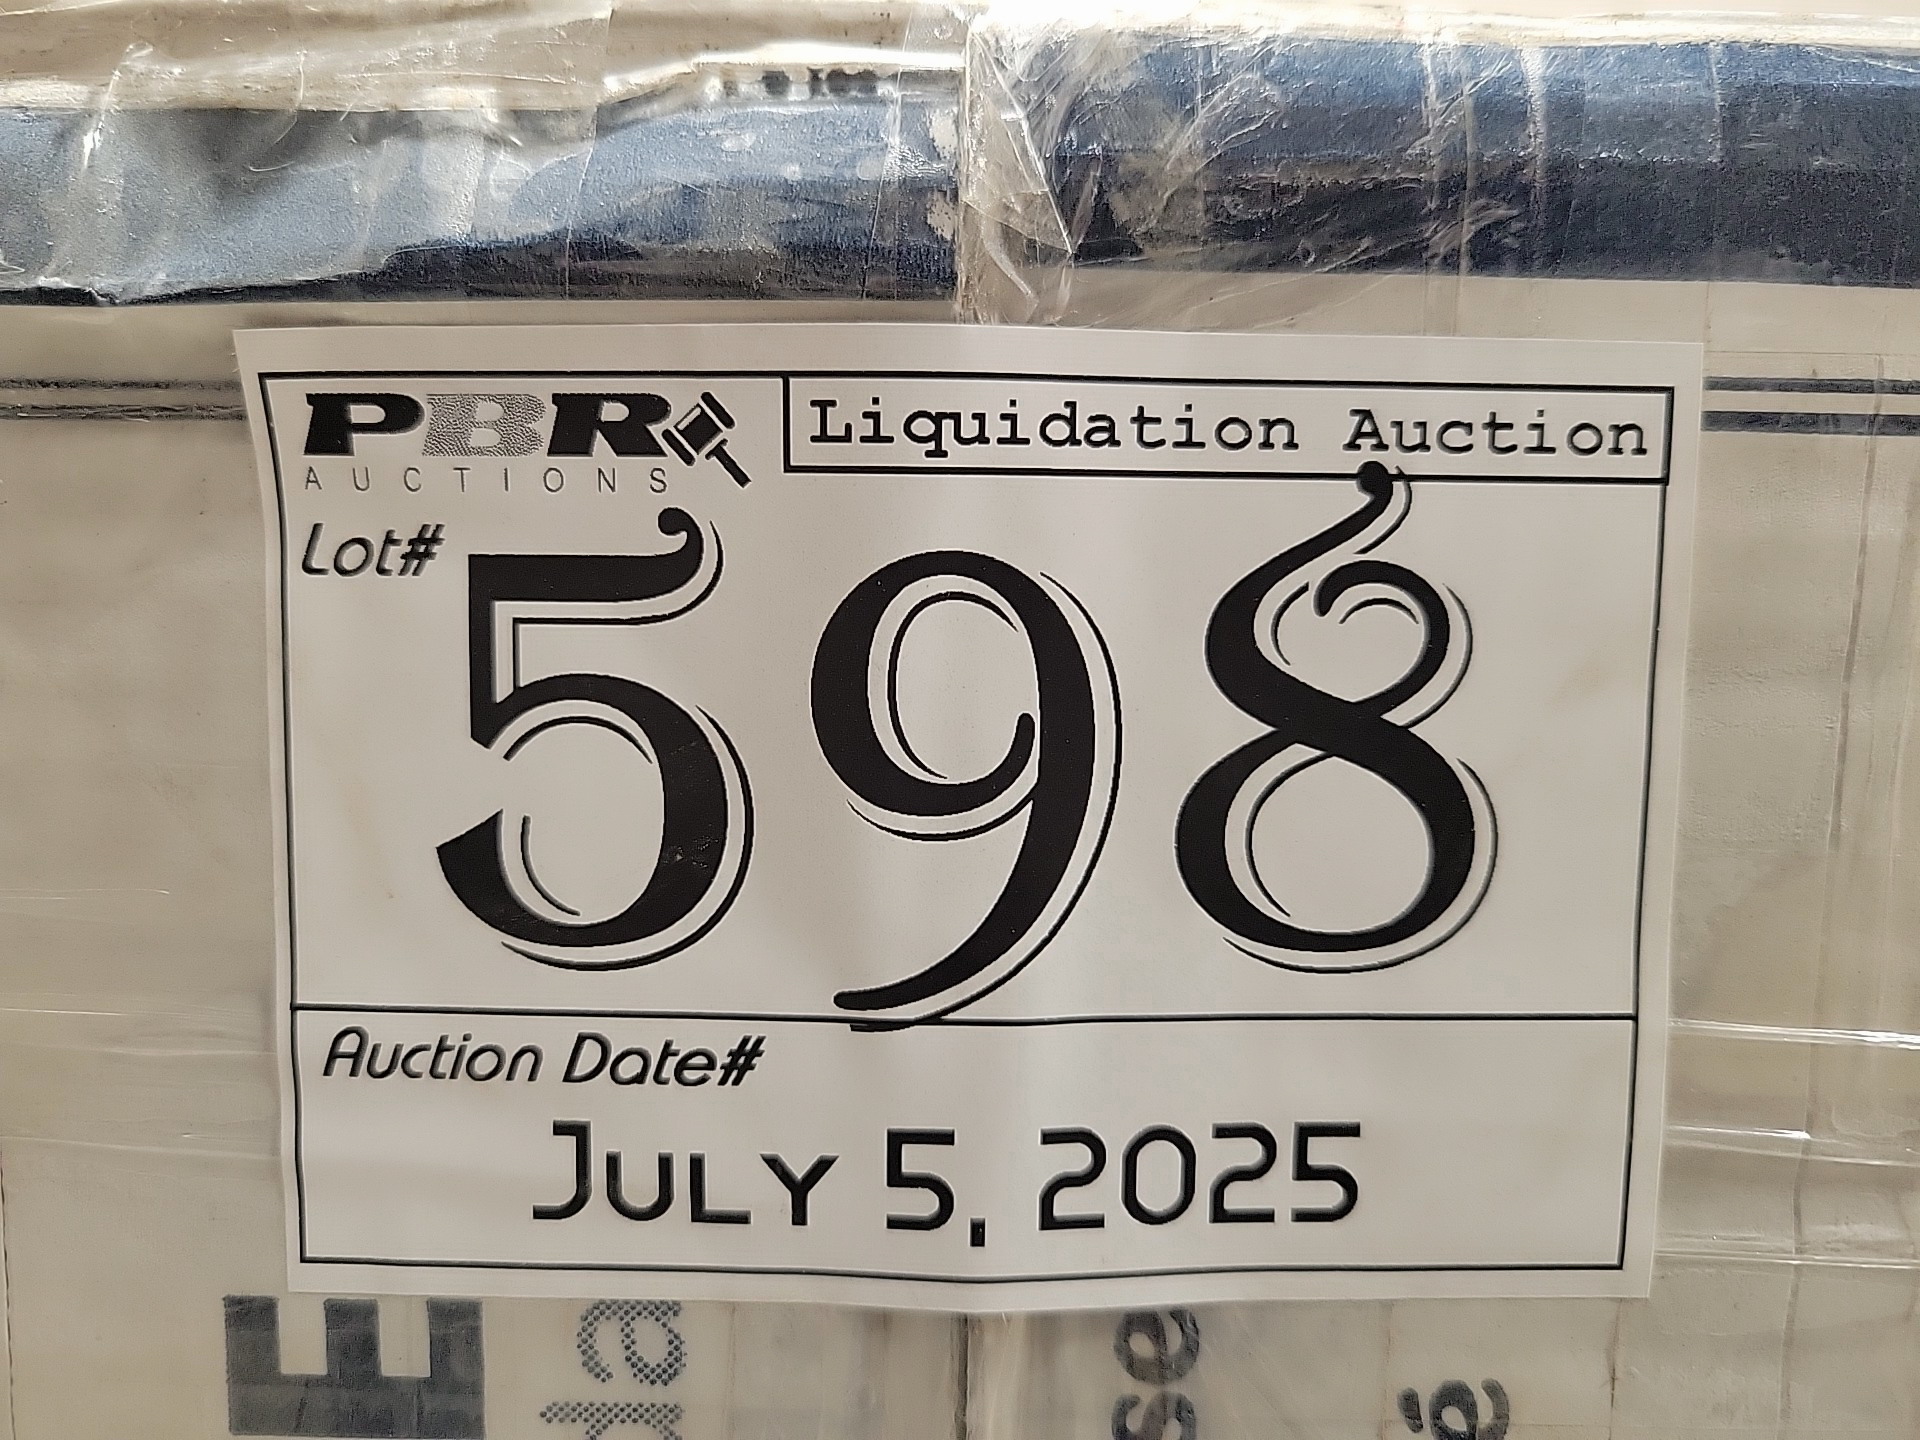 PBR
AUCTIONS
Liquidation Auction
Lot#
598
Auction Date#
July 5, 2025